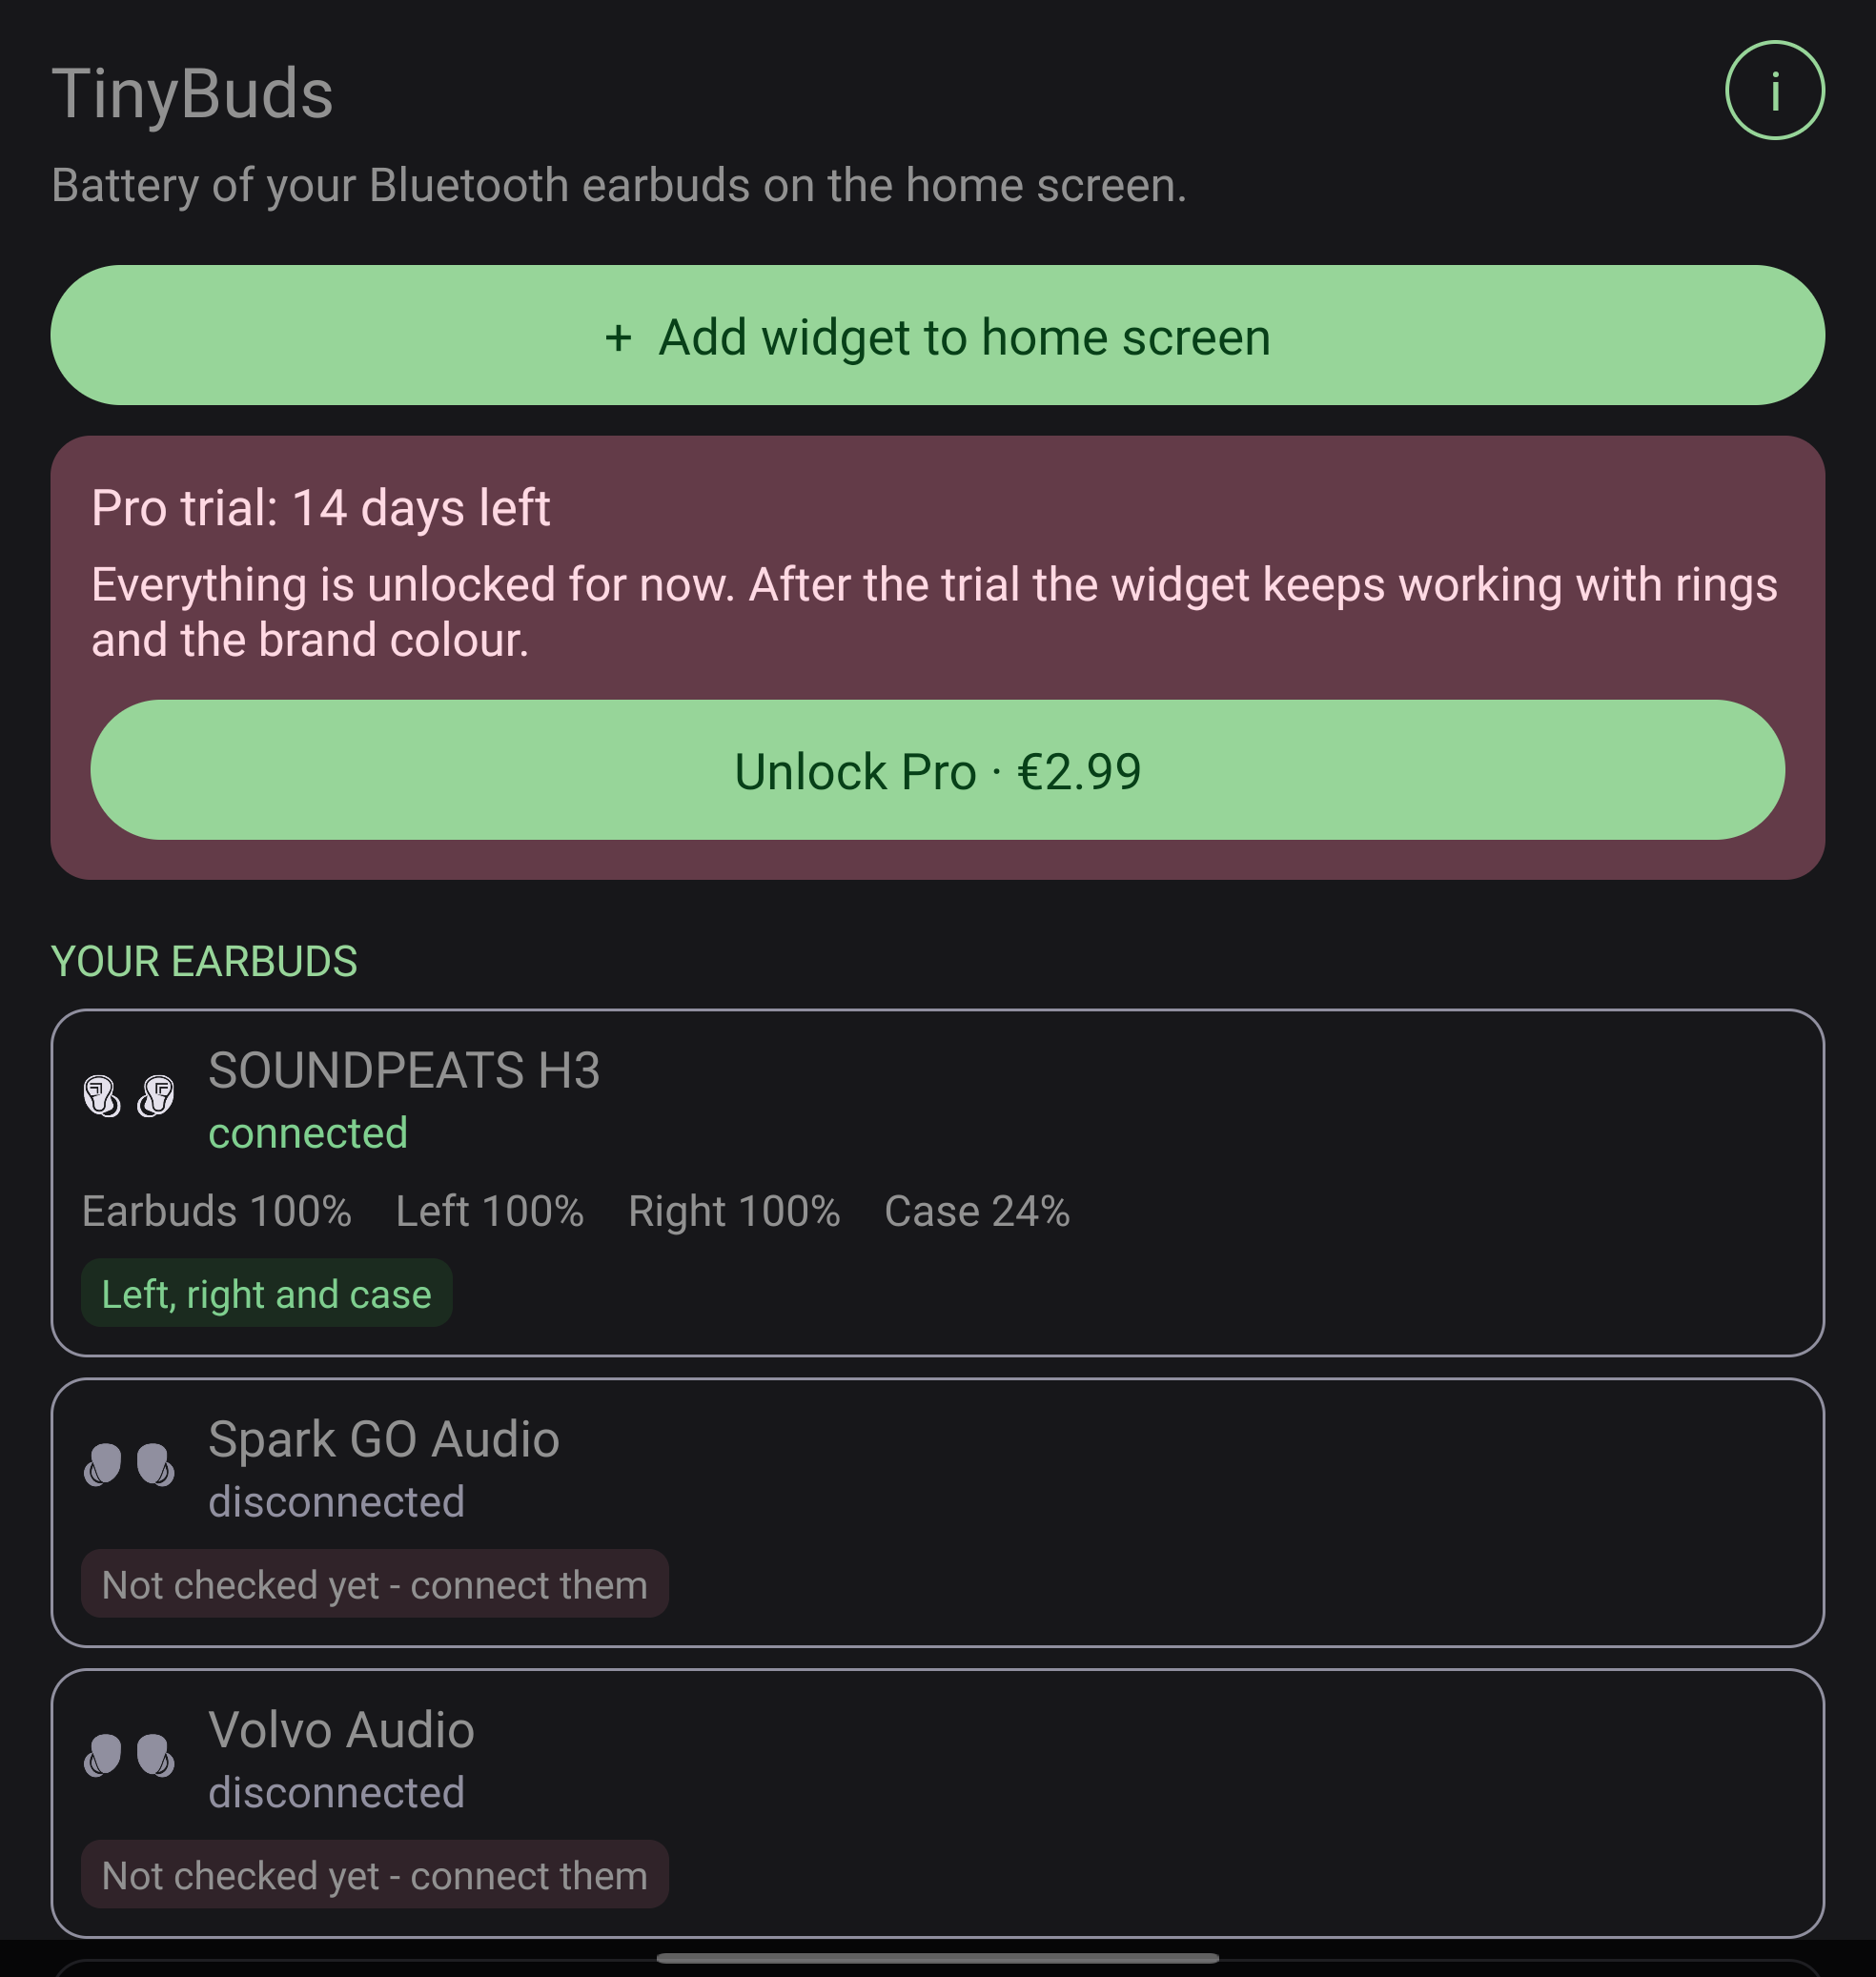 TinyBuds
i
Battery of your Bluetooth earbuds on the home screen.
+ Add widget to home screen
Pro trial: 14 days left
Everything is unlocked for now. After the trial the widget keeps working with rings
and the brand colour.
Unlock Pro · €2.99
YOUR EARBUDS
SOUNDPEATS H3
connected
Earbuds 100% Left 100% Right 100% Case 24%
Left, right and case
Spark GO Audio
disconnected
Not checked yet - connect them
Volvo Audio
disconnected
Not checked yet - connect them